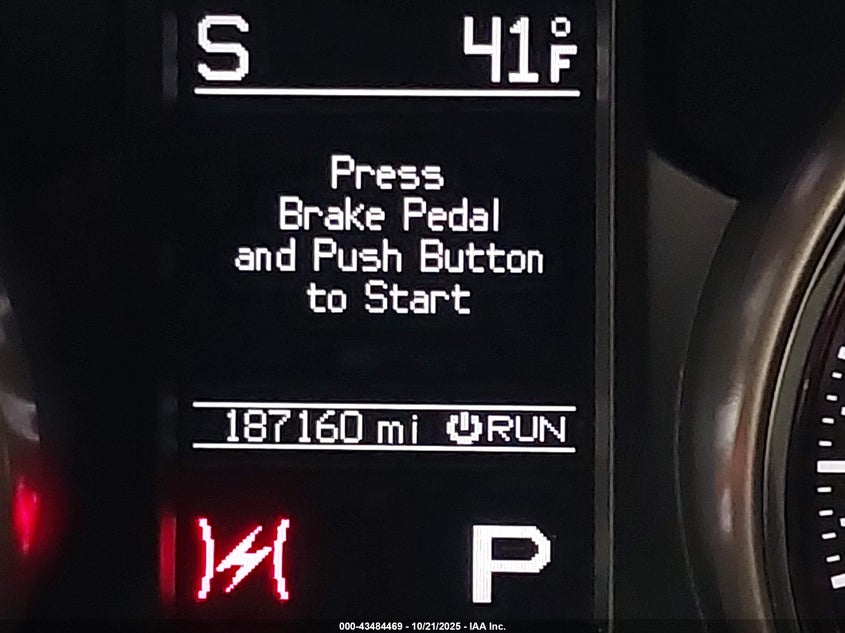 S 41°F
Press
Brake Pedal
and Push Button
to Start
187160 mi RUN
P
000-43484469 - 10/21/2025 - IAA Inc.